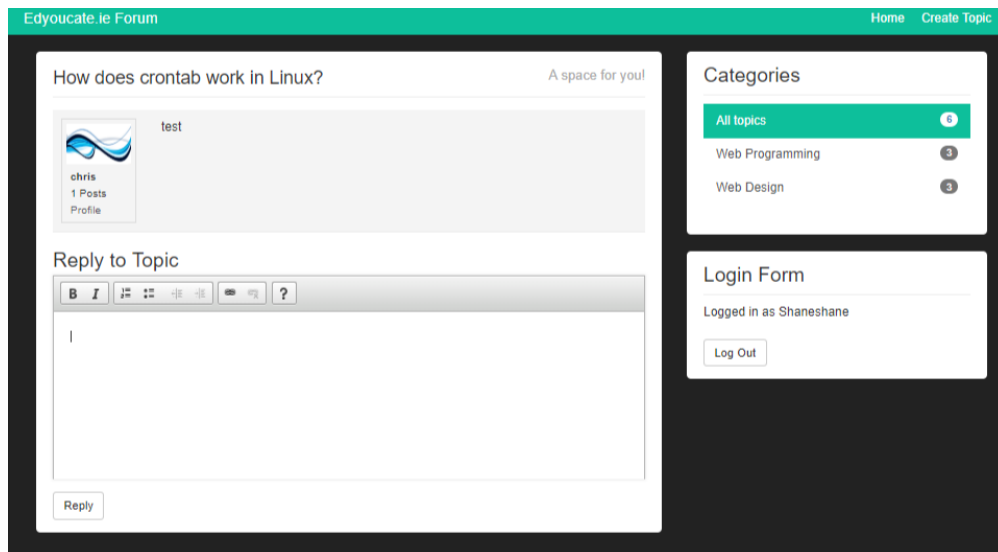 Edyoucate.ie Forum
Home Create Topic
How does crontab work in Linux?
A space for you!
test
chris
1 Posts
Profile
Reply to Topic
B I ?
Reply
Categories
All topics 6
Web Programming 3
Web Design 3
Login Form
Logged in as Shaneshane
Log Out